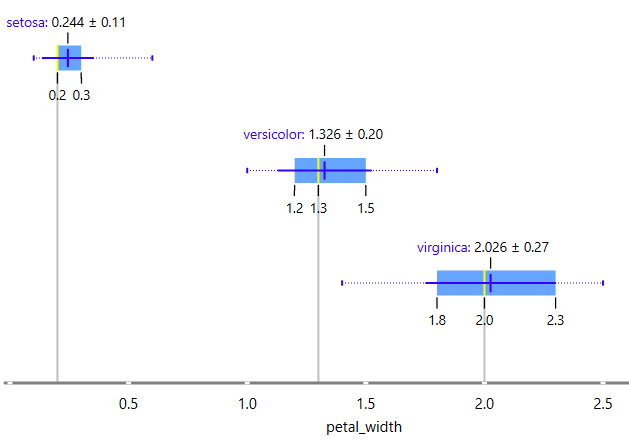 setosa: 0.244 ± 0.11
0.2 0.3
versicolor: 1.326 ± 0.20
1.2 1.3 1.5
virginica: 2.026 ± 0.27
1.8 2.0 2.3
0.5 1.0 1.5 2.0 2.5
petal_width